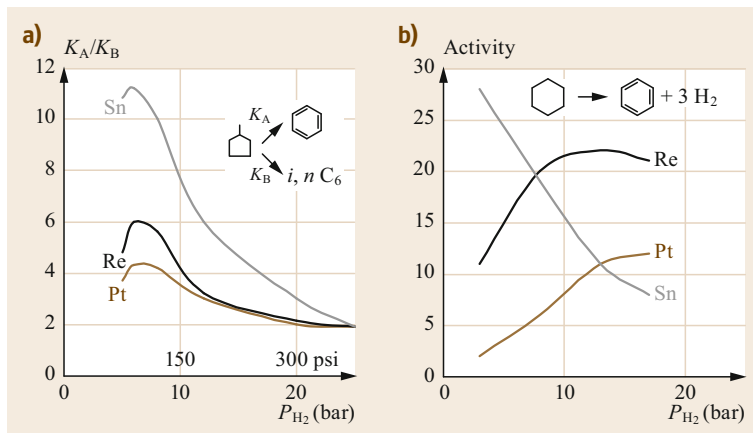 a)
K_A/K_B
12
10
8
6
4
2
0
Sn
Re
Pt
K_A
K_B i, n C₆
150 300 psi
0 10 20
P_H₂ (bar)
b)
Activity
30
25
20
15
10
5
0
+ 3 H₂
Re
Pt
Sn
0 10 20
P_H₂ (bar)